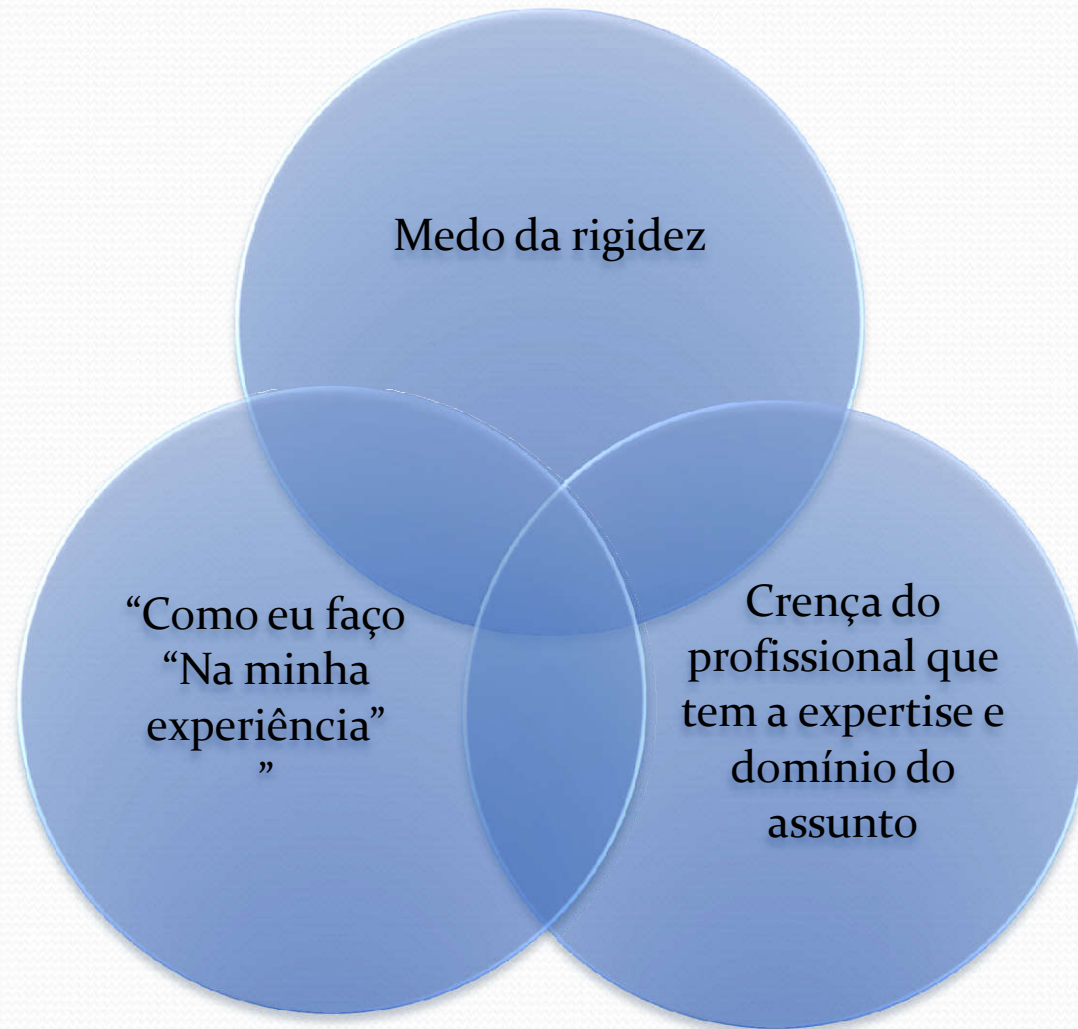 Medo da rigidez
“Como eu faço
“Na minha
experiência”
”
Crença do
profissional que
tem a expertise e
domínio do
assunto